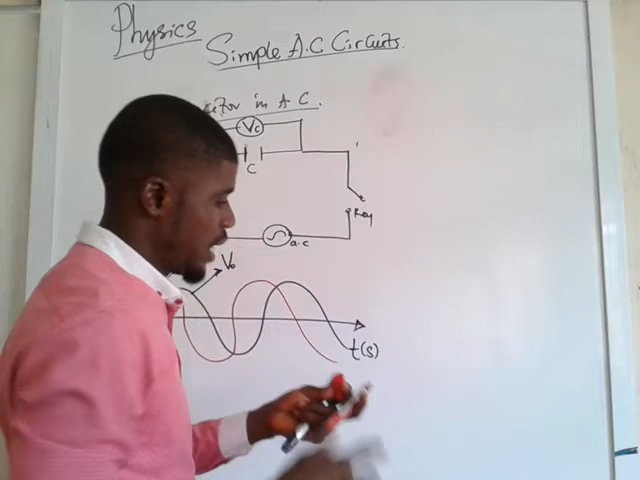 Physics
Simple A.C Circuits.
in A C.
Vc
C
Key
a.c
V₀
t(s)